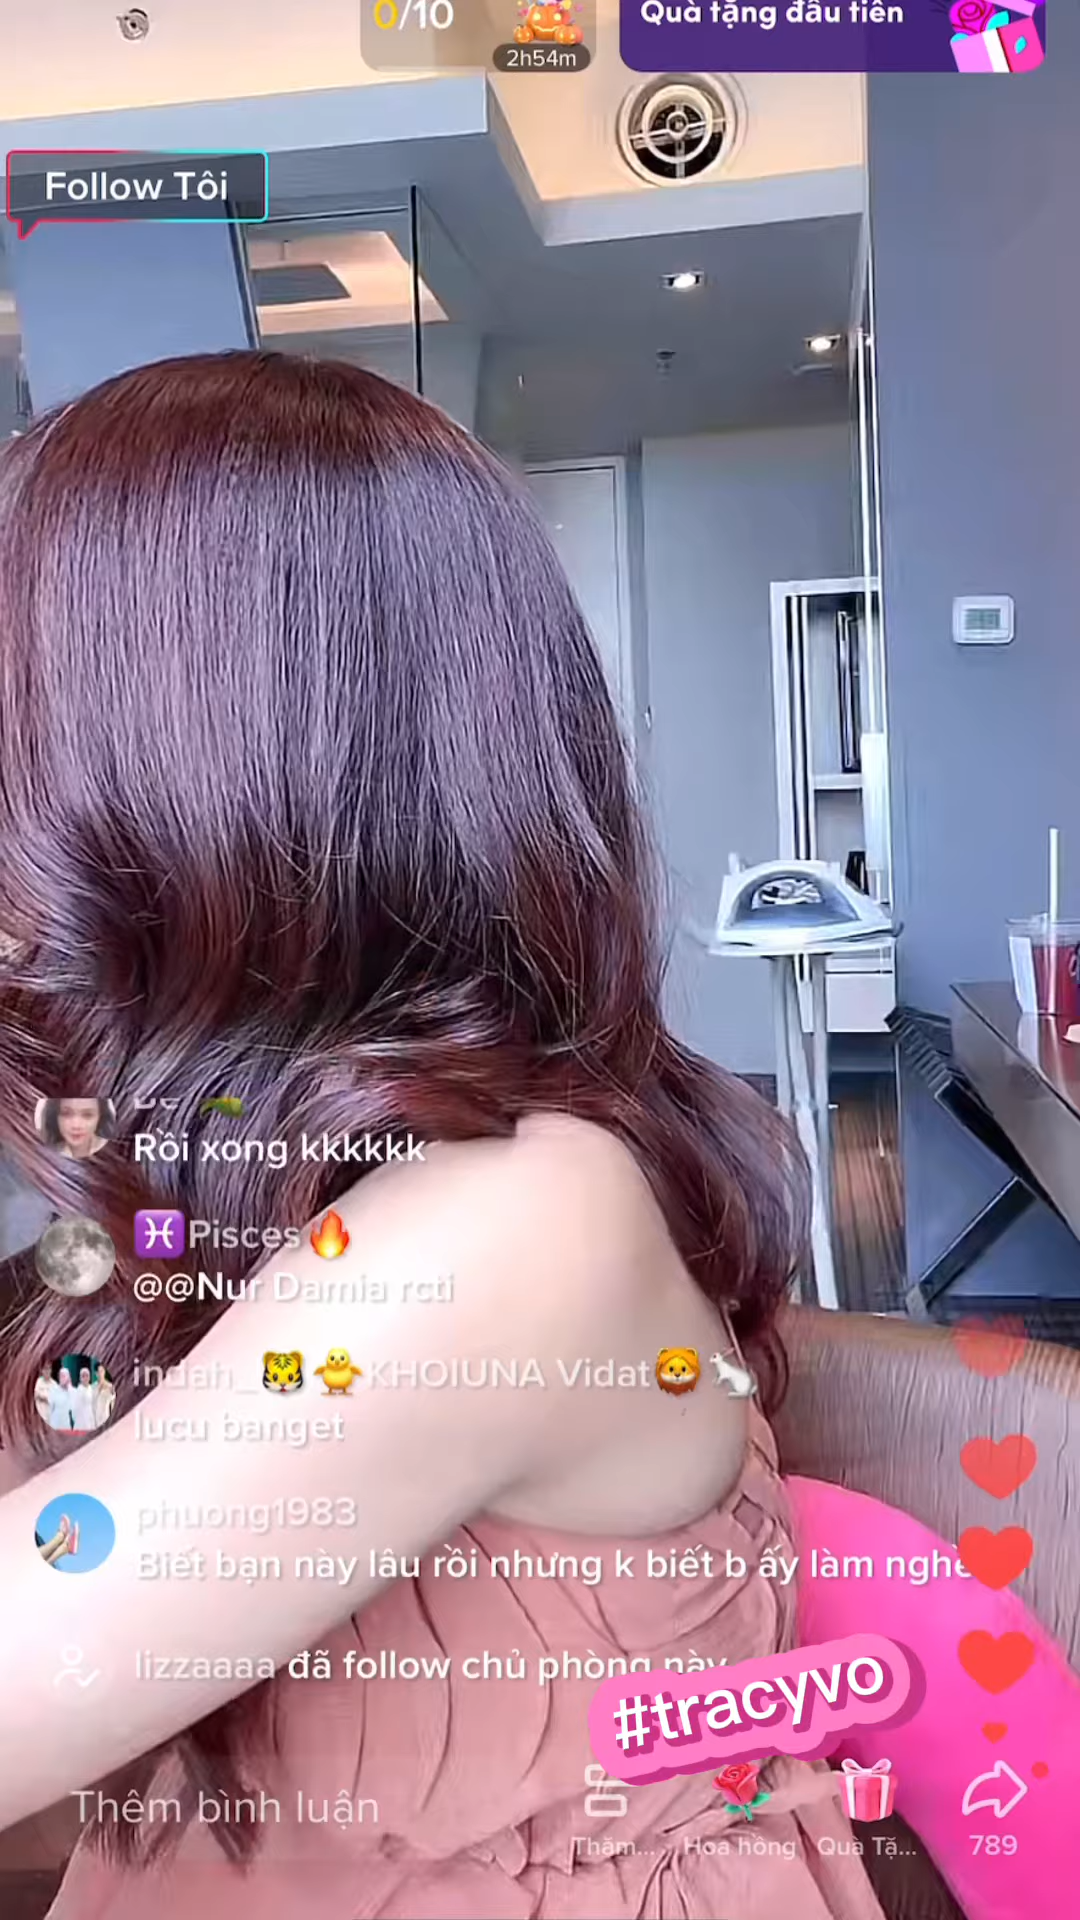 0/10
2h54m
Quà tặng đầu tiên
Follow Tôi
Rồi xong kkkkkk
Pisces
@@Nur Damia rcti
indah_ KHOIUNA Vidat
lucu banget
phuong1983
Biết bạn này lâu rồi nhưng k biết b ấy làm nghề
lizzaaaa đã follow chủ phòng này
#tracyvo
Thêm bình luận
Thăm...
Hoa hồng
Quà Tặ...
789